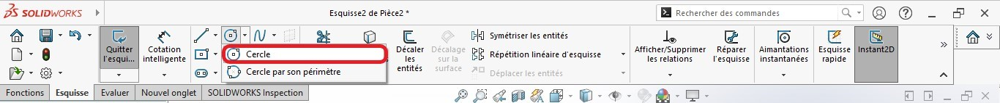 SOLIDWORKS
Esquisse2 de Pièce2 *
Rechercher des commandes
Quitter
l'esqui...
Cotation
intelligente
Cercle
Cercle par son périmètre
Décaler
les
entités
Décalage
sur la
surface
Symétriser les entités
Répétition linéaire d'esquisse
Déplacer les entités
Afficher/Supprimer
les relations
Réparer
l'esquisse
Aimantations
instantanées
Esquisse
rapide
Instant2D
Fonctions
Esquisse
Evaluer
Nouvel onglet
SOLIDWORKS Inspection